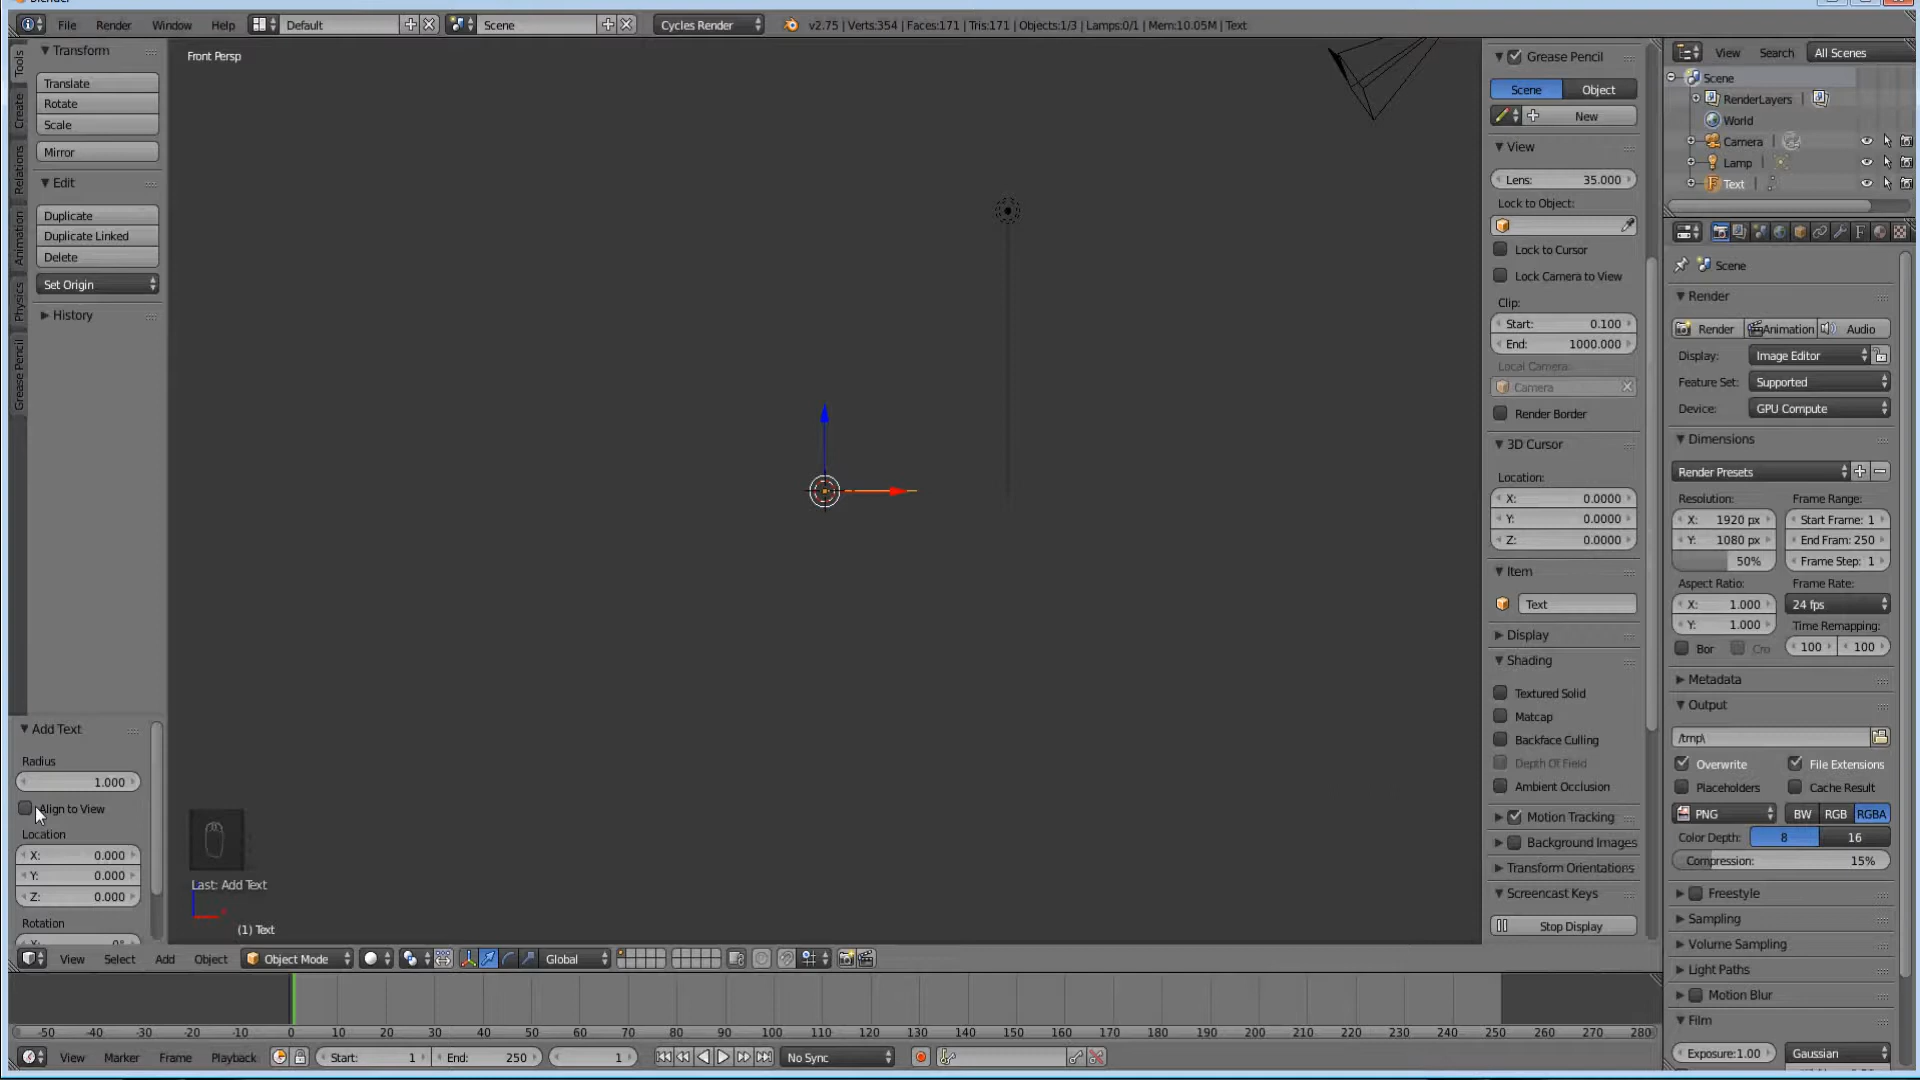 File Render Window Help Default Scene Cycles Render v2.75 | Verts:354 | Faces:171 | Tris:171 | Objects:1/3 | Lamps:0/1 | Mem:10.05M | Text
Tools
Create
Relations
Animation
Physics
Grease Pencil
Transform
Translate
Rotate
Scale
Mirror
Edit
Duplicate
Duplicate Linked
Delete
Set Origin
History
Add Text
Radius
1.000
Align to View
Location
X: 0.000
Y: 0.000
Z: 0.000
Rotation
Front Persp
Last: Add Text
(1) Text
Grease Pencil
Scene Object
New
View
Lens: 35.000
Lock to Object:
Lock to Cursor
Lock Camera to View
Clip:
Start: 0.100
End: 1000.000
Local Camera:
Camera
Render Border
3D Cursor
Location:
X: 0.0000
Y: 0.0000
Z: 0.0000
Item
Text
Display
Shading
Textured Solid
Matcap
Backface Culling
Depth Of Field
Ambient Occlusion
Motion Tracking
Background Images
Transform Orientations
Screencast Keys
Stop Display
View Search All Scenes
Scene
RenderLayers
World
Camera
Lamp
Text
Scene
Render
Render Animation Audio
Display: Image Editor
Feature Set: Supported
Device: GPU Compute
Dimensions
Render Presets
Resolution: Frame Range:
X: 1920 px Start Frame: 1
Y: 1080 px End Fram: 250
50% Frame Step: 1
Aspect Ratio: Frame Rate:
X: 1.000 24 fps
Y: 1.000 Time Remapping:
Bor Cro 100 100
Metadata
Output
/tmp\
Overwrite File Extensions
Placeholders Cache Result
PNG BW RGB RGBA
Color Depth: 8 16
Compression: 15%
Freestyle
Sampling
Volume Sampling
Light Paths
Motion Blur
Film
Exposure:1.00 Gaussian
View Select Add Object Object Mode Global
-50 -40 -30 -20 -10 0 10 20 30 40 50 60 70 80 90 100 110 120 130 140 150 160 170 180 190 200 210 220 230 240 250 260 270 280
View Marker Frame Playback Start: 1 End: 250 1 No Sync